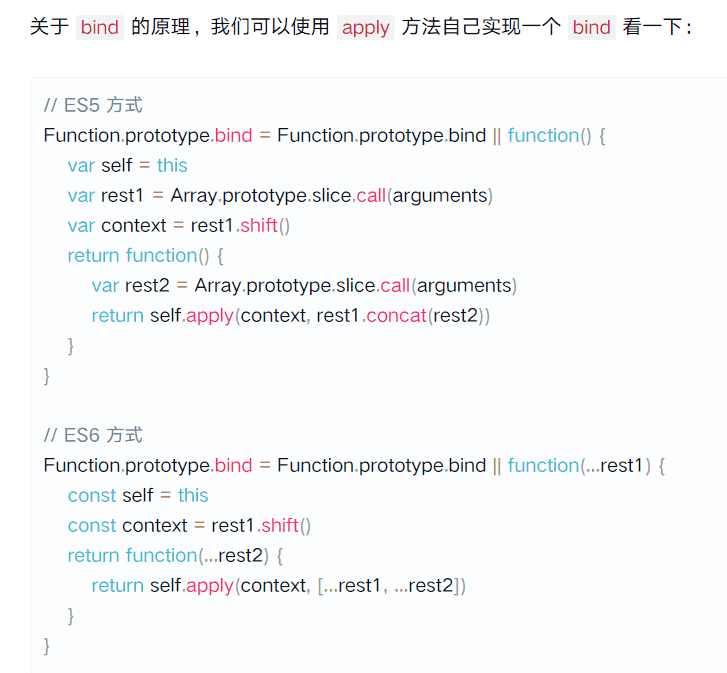 关于 bind 的原理，我们可以使用 apply 方法自己实现一个 bind 看一下：
// ES5 方式
Function.prototype.bind = Function.prototype.bind || function() {
    var self = this
    var rest1 = Array.prototype.slice.call(arguments)
    var context = rest1.shift()
    return function() {
        var rest2 = Array.prototype.slice.call(arguments)
        return self.apply(context, rest1.concat(rest2))
    }
}
// ES6 方式
Function.prototype.bind = Function.prototype.bind || function(...rest1) {
    const self = this
    const context = rest1.shift()
    return function(...rest2) {
        return self.apply(context, [...rest1, ...rest2])
    }
}